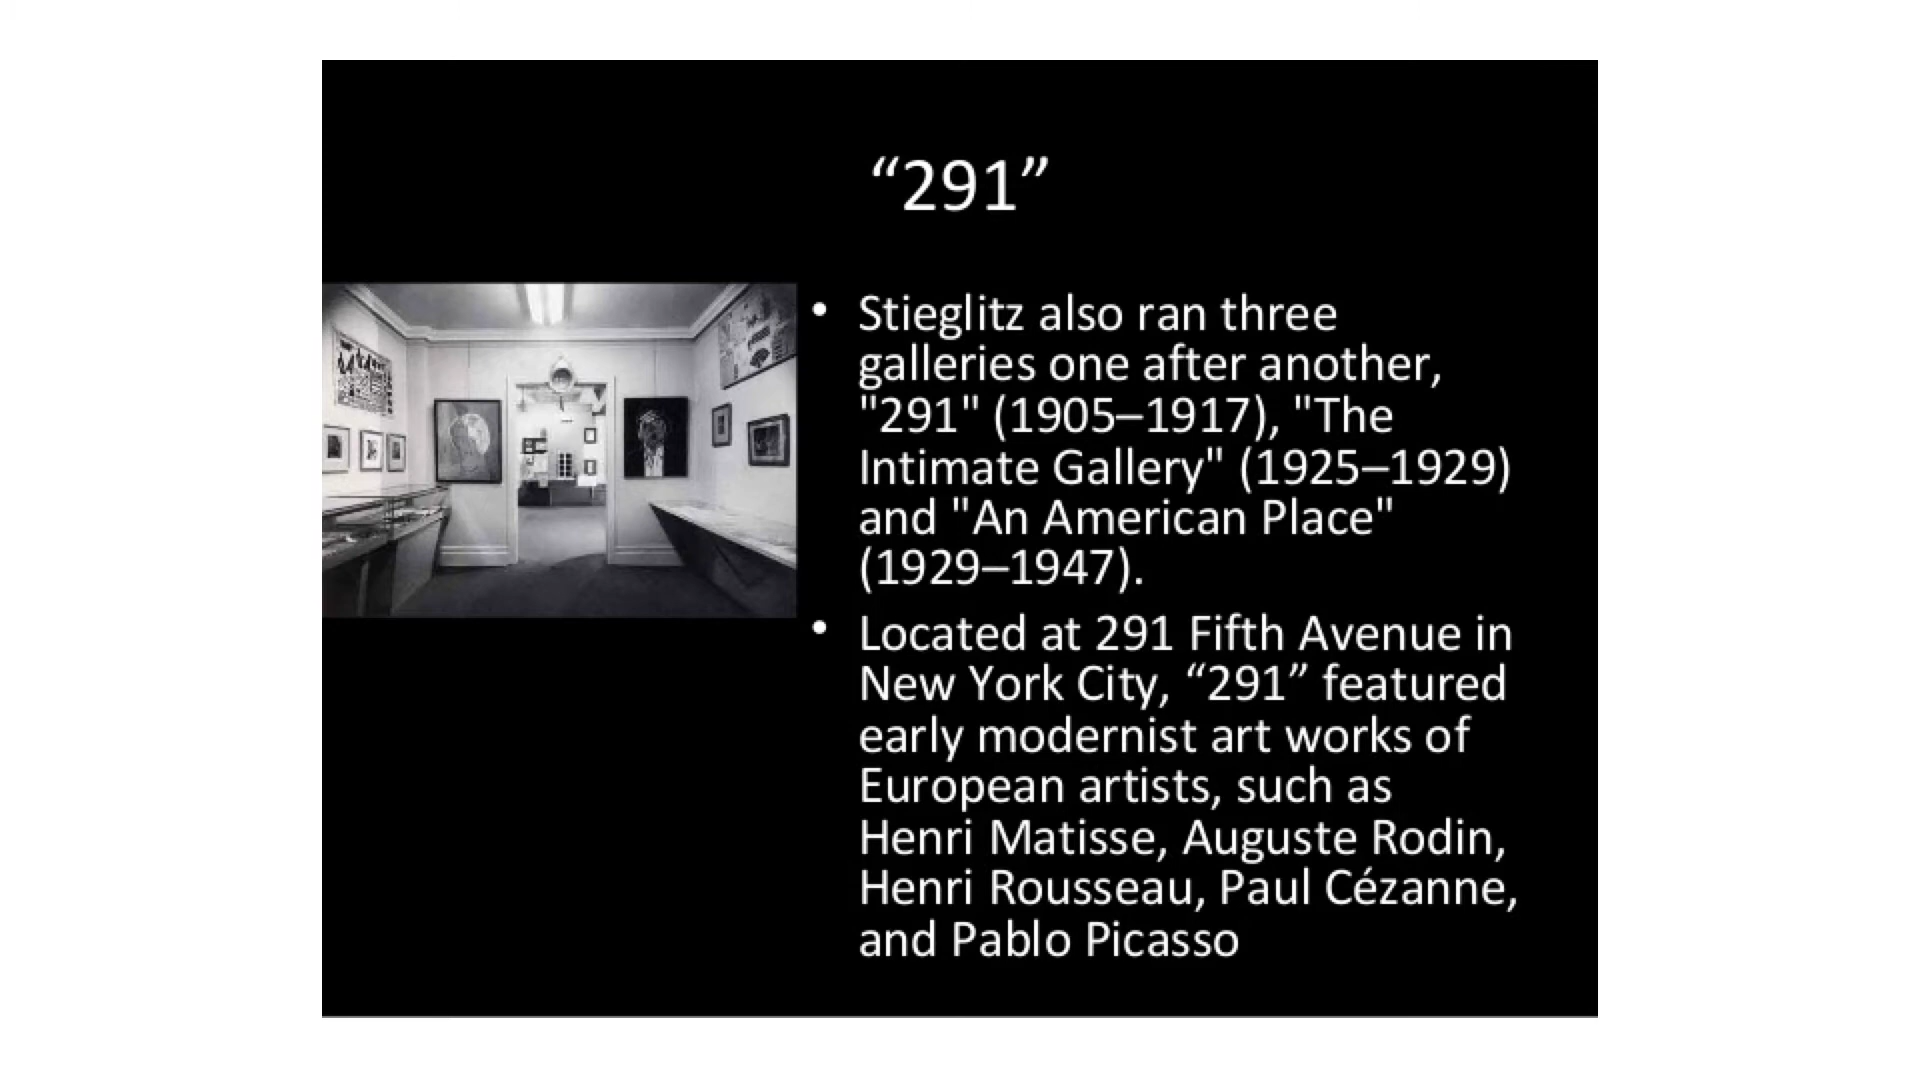 “291”
• Stieglitz also ran three
galleries one after another,
"291" (1905–1917), "The
Intimate Gallery" (1925–1929)
and "An American Place"
(1929–1947).
• Located at 291 Fifth Avenue in
New York City, “291” featured
early modernist art works of
European artists, such as
Henri Matisse, Auguste Rodin,
Henri Rousseau, Paul Cézanne,
and Pablo Picasso